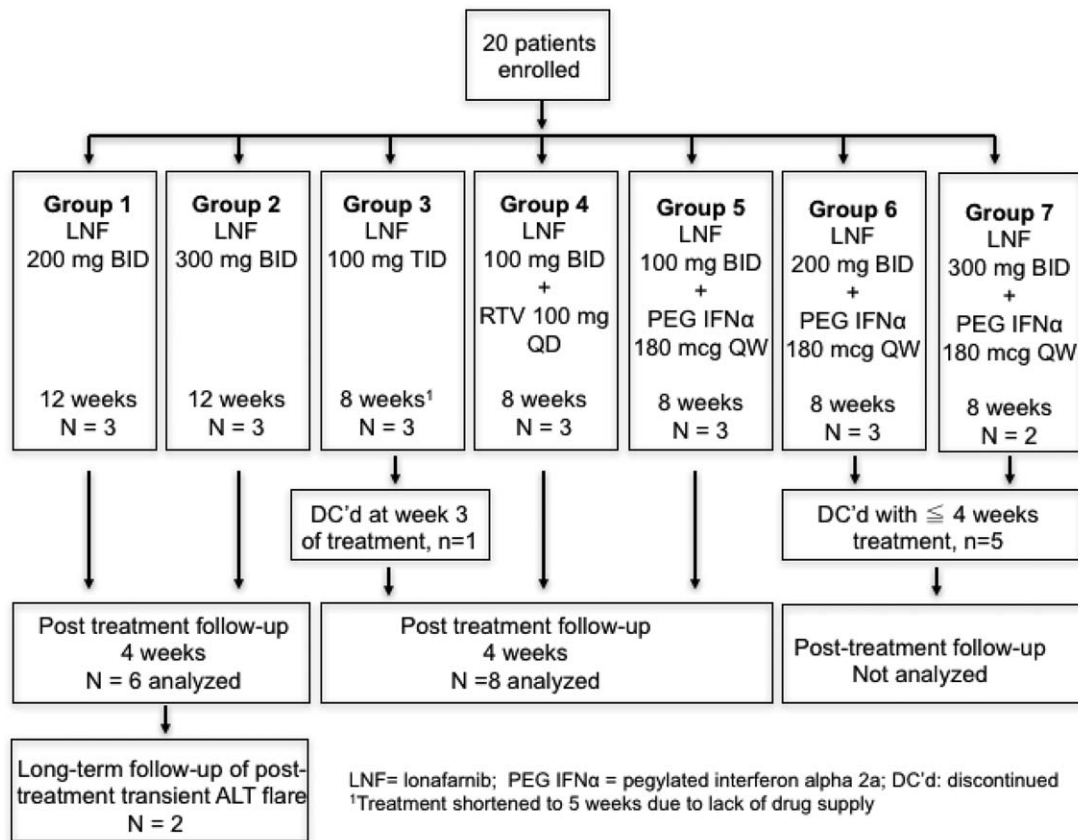 20 patients
enrolled
Group 1
LNF
200 mg BID
12 weeks
N = 3
Group 2
LNF
300 mg BID
12 weeks
N = 3
Group 3
LNF
100 mg TID
8 weeks¹
N = 3
Group 4
LNF
100 mg BID
+
RTV 100 mg
QD
8 weeks
N = 3
Group 5
LNF
100 mg BID
+
PEG IFNα
180 mcg QW
8 weeks
N = 3
Group 6
LNF
200 mg BID
+
PEG IFNα
180 mcg QW
8 weeks
N = 3
Group 7
LNF
300 mg BID
+
PEG IFNα
180 mcg QW
8 weeks
N = 2
DC'd at week 3
of treatment, n=1
DC'd with ≦ 4 weeks
treatment, n=5
Post treatment follow-up
4 weeks
N = 6 analyzed
Post treatment follow-up
4 weeks
N =8 analyzed
Post-treatment follow-up
Not analyzed
Long-term follow-up of post-
treatment transient ALT flare
N = 2
LNF= lonafarnib; PEG IFNα = pegylated interferon alpha 2a; DC'd: discontinued
¹Treatment shortened to 5 weeks due to lack of drug supply